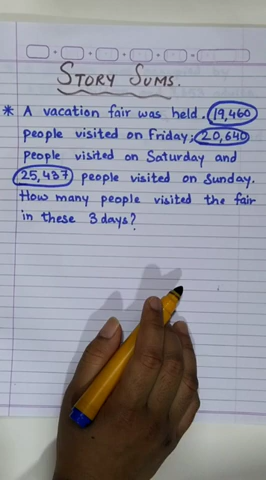 STORY SUMS.
* A vacation fair was held. 19,460
people visited on Friday; 20,640
people visited on Saturday and
25,437 people visited on Sunday.
How many people visited the fair
in these 3 days?